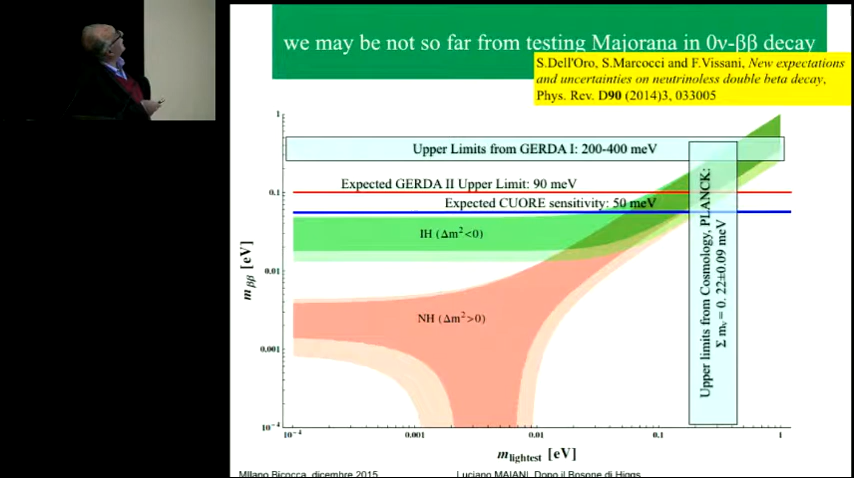 we may be not so far from testing Majorana in 0ν-ββ decay
S.Dell'Oro, S.Marcocci and F.Vissani, New expectations
and uncertainties on neutrinoless double beta decay,
Phys. Rev. D90 (2014)3, 033005
1
Upper Limits from GERDA I: 200-400 meV
Expected GERDA II Upper Limit: 90 meV
0.1
Expected CUORE sensitivity: 50 meV
IH (Δm²<0)
mββ [eV]
0.01
NH (Δm²>0)
0.001
10⁻⁴
Upper limits from Cosmology, PLANCK:
Σ mᵥ = 0. 22±0.09 meV
10⁻⁴ 0.001 0.01 0.1 1
mlightest [eV]
Milano Bicocca, dicembre 2015 Luciano MAIANI. Dopo il Bosone di Higgs